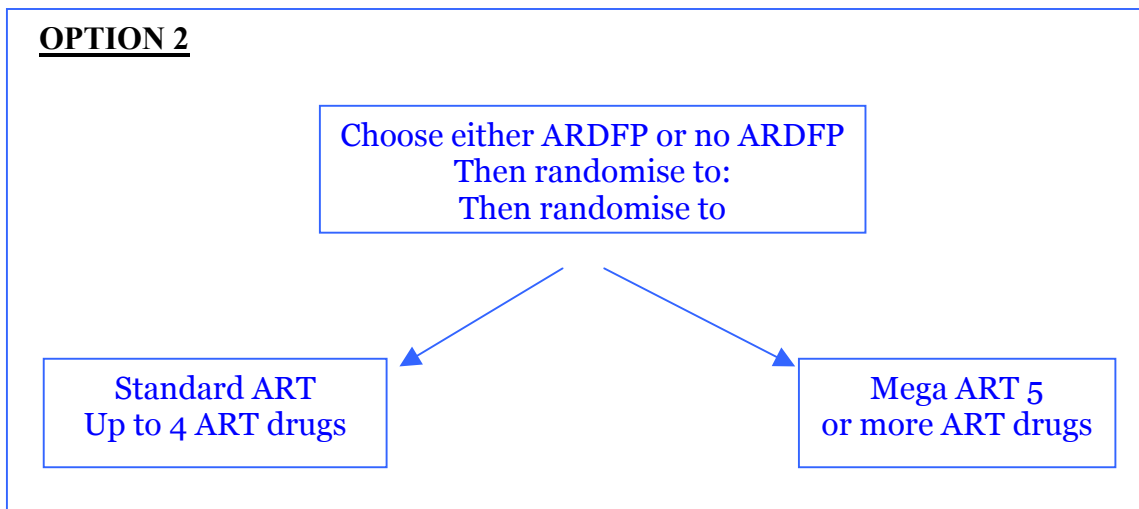 OPTION 2
Choose either ARDFP or no ARDFP
Then randomise to:
Then randomise to
Standard ART
Up to 4 ART drugs
Mega ART 5
or more ART drugs